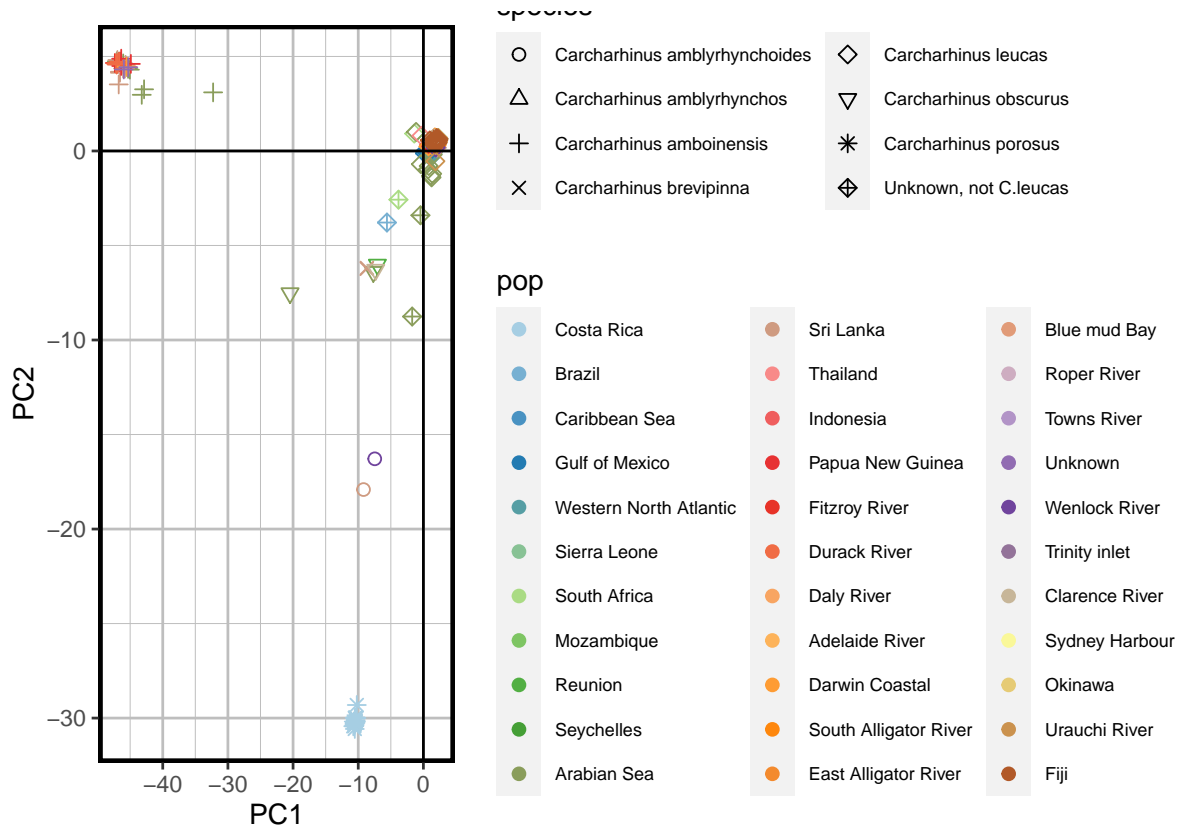 species
Carcharhinus amblyrhynchoides
Carcharhinus leucas
Carcharhinus amblyrhynchos
Carcharhinus obscurus
Carcharhinus amboinensis
Carcharhinus porosus
Carcharhinus brevipinna
Unknown, not C.leucas
pop
Costa Rica
Sri Lanka
Blue mud Bay
Brazil
Thailand
Roper River
Caribbean Sea
Indonesia
Towns River
Gulf of Mexico
Papua New Guinea
Unknown
Western North Atlantic
Fitzroy River
Wenlock River
Sierra Leone
Durack River
Trinity inlet
South Africa
Daly River
Clarence River
Mozambique
Adelaide River
Sydney Harbour
Reunion
Darwin Coastal
Okinawa
Seychelles
South Alligator River
Urauchi River
Arabian Sea
East Alligator River
Fiji
PC2
0
−10
−20
−30
−40
−30
−20
−10
0
PC1